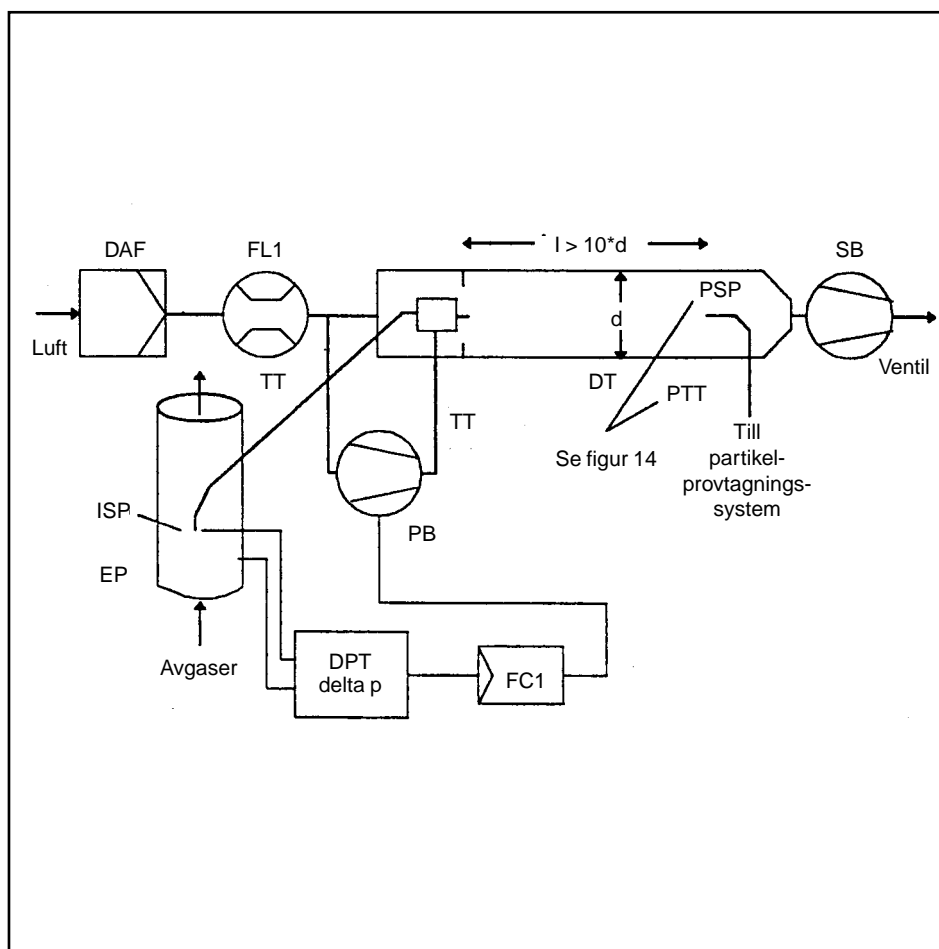 l > 10*d
DAF
FL1
SB
PSP
d
Luft
Ventil
TT
DT
PTT
TT
Se figur 14
Till
partikel-
provtagnings-
system
ISP
PB
EP
Avgaser
DPT
delta p
FC1